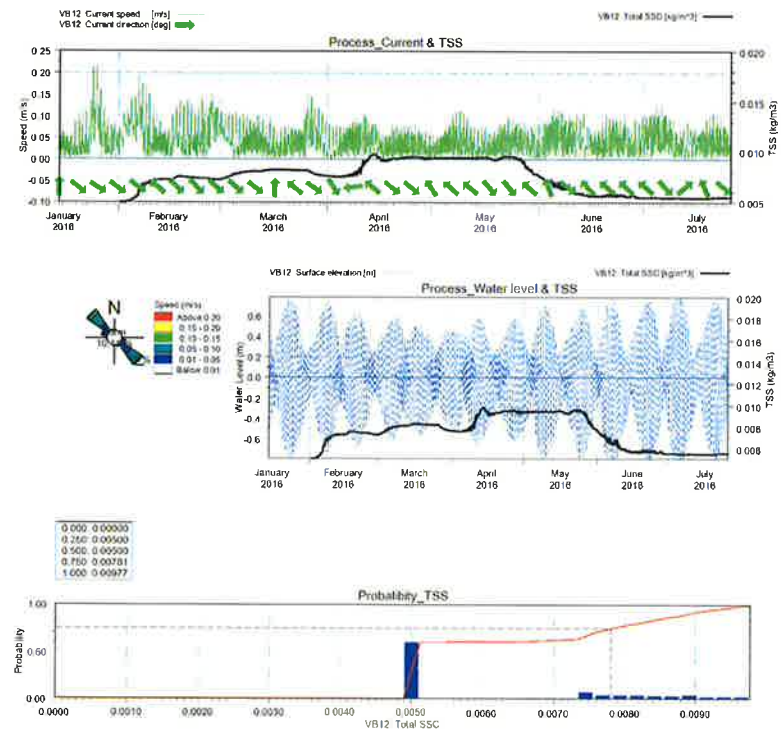 VB12 Current speed [m/s]
VB12 Current direction [deg]
VB12 Total SSC [kg/m^3]
Process_Current & TSS
0.25
0.20
0.15
0.10
0.05
0.00
-0.05
-0.10
Speed (m/s)
0.020
0.015
0.010
0.005
TSS (kg/m3)
January
2016
February
2016
March
2016
April
2016
May
2016
June
2016
July
2016
VB12 Surface elevation [m]
VB12 Total SSC [kg/m^3]
Process_Water level & TSS
N
Speed (m/s)
Above 0.20
0.15 - 0.20
0.10 - 0.15
0.05 - 0.10
0.01 - 0.05
Below 0.01
0.6
0.4
0.2
0.0
-0.2
-0.4
-0.6
Water Level (m)
0.020
0.018
0.016
0.014
0.012
0.010
0.008
0.006
TSS (kg/m3)
January
2016
February
2016
March
2016
April
2016
May
2016
June
2016
July
2016
0.000 0.00000
0.250 0.00500
0.500 0.00500
0.750 0.00781
1.000 0.00977
Probalibity_TSS
1.00
0.50
0.00
Probability
0.0000
0.0010
0.0020
0.0030
0.0040
0.0050
0.0060
0.0070
0.0080
0.0090
VB12 Total SSC